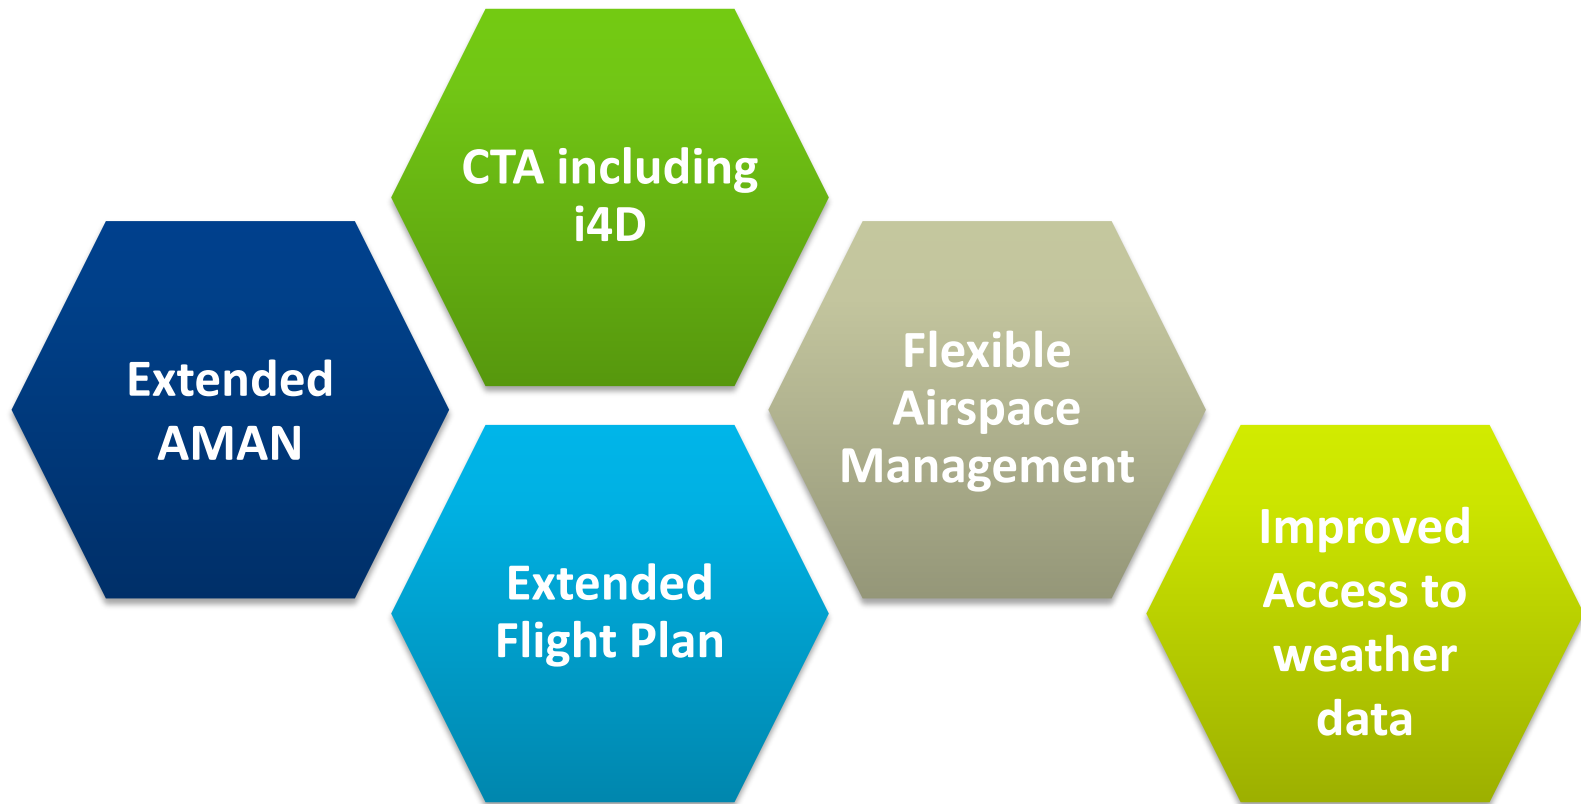 CTA including
i4D
Extended
AMAN
Flexible
Airspace
Management
Extended
Flight Plan
Improved
Access to
weather
data